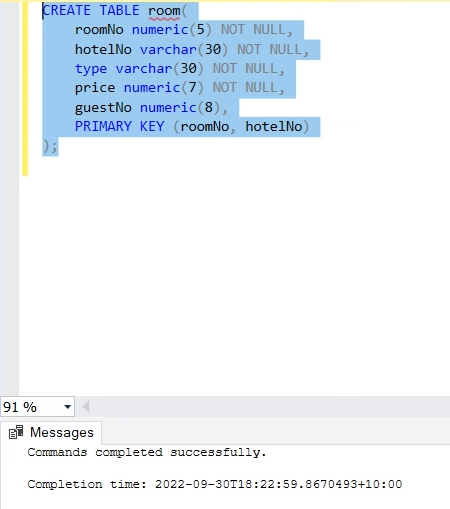 CREATE TABLE room(
    roomNo numeric(5) NOT NULL,
    hotelNo varchar(30) NOT NULL,
    type varchar(30) NOT NULL,
    price numeric(7) NOT NULL,
    guestNo numeric(8),
    PRIMARY KEY (roomNo, hotelNo)
);
91 %
Messages
Commands completed successfully.
Completion time: 2022-09-30T18:22:59.8670493+10:00